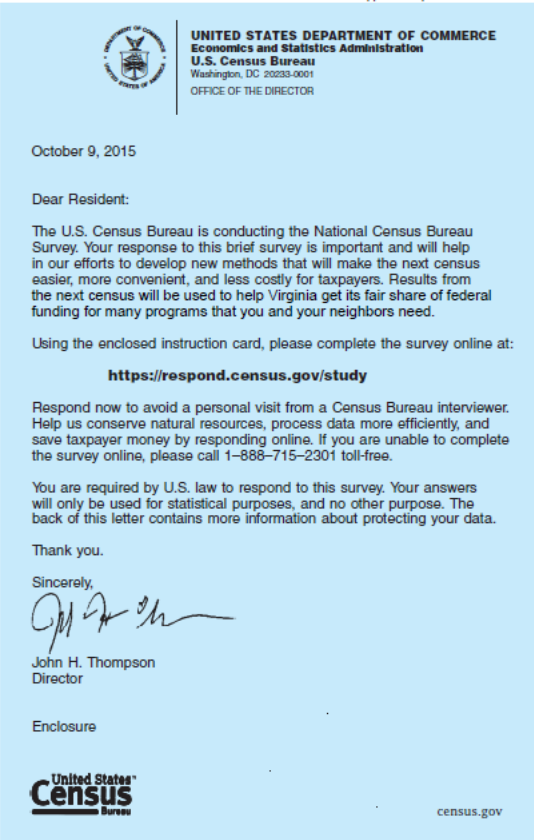 DEPARTMENT OF COMMERCE
UNITED STATES OF AMERICA
UNITED STATES DEPARTMENT OF COMMERCE
Economics and Statistics Administration
U.S. Census Bureau
Washington, DC 20233-0001
OFFICE OF THE DIRECTOR
October 9, 2015
Dear Resident:
The U.S. Census Bureau is conducting the National Census Bureau
Survey. Your response to this brief survey is important and will help
in our efforts to develop new methods that will make the next census
easier, more convenient, and less costly for taxpayers. Results from
the next census will be used to help Virginia get its fair share of federal
funding for many programs that you and your neighbors need.
Using the enclosed instruction card, please complete the survey online at:
https://respond.census.gov/study
Respond now to avoid a personal visit from a Census Bureau interviewer.
Help us conserve natural resources, process data more efficiently, and
save taxpayer money by responding online. If you are unable to complete
the survey online, please call 1–888–715–2301 toll-free.
You are required by U.S. law to respond to this survey. Your answers
will only be used for statistical purposes, and no other purpose. The
back of this letter contains more information about protecting your data.
Thank you.
Sincerely,
John H. Thompson
Director
Enclosure
United States
Census
Bureau
census.gov